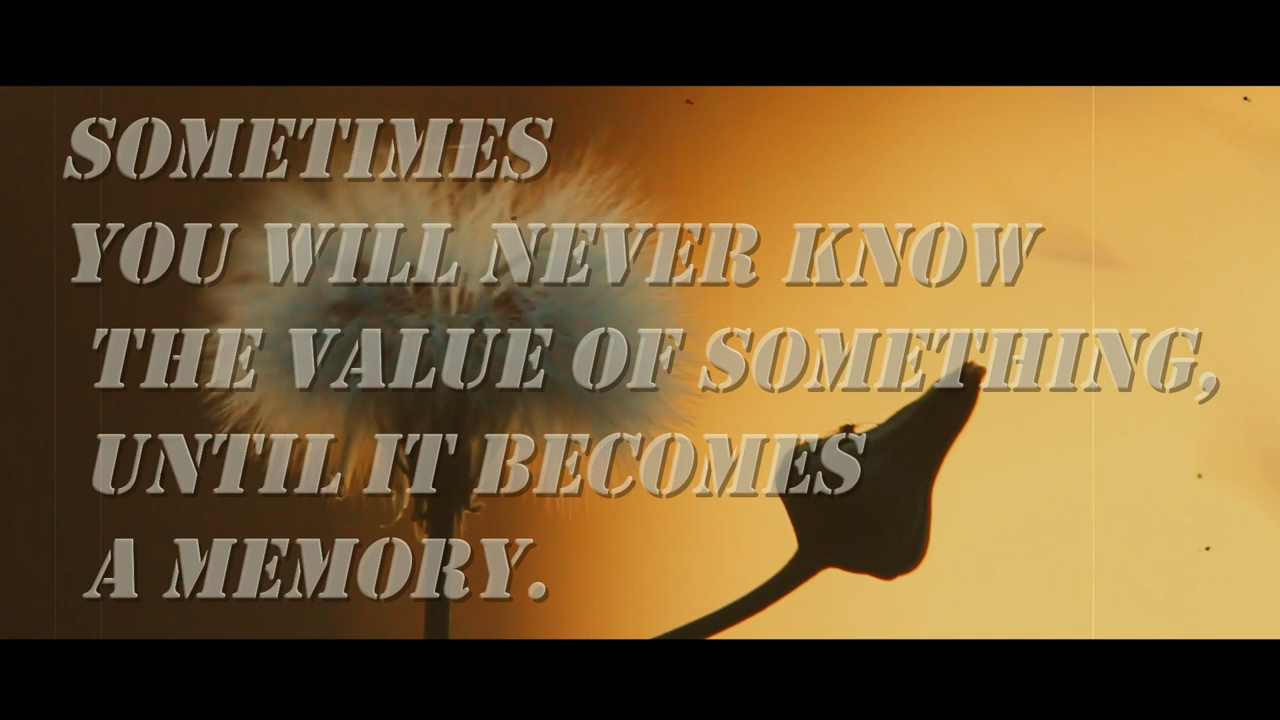 SOMETIMES
YOU WILL NEVER KNOW
THE VALUE OF SOMETHING,
UNTIL IT BECOMES
A MEMORY.